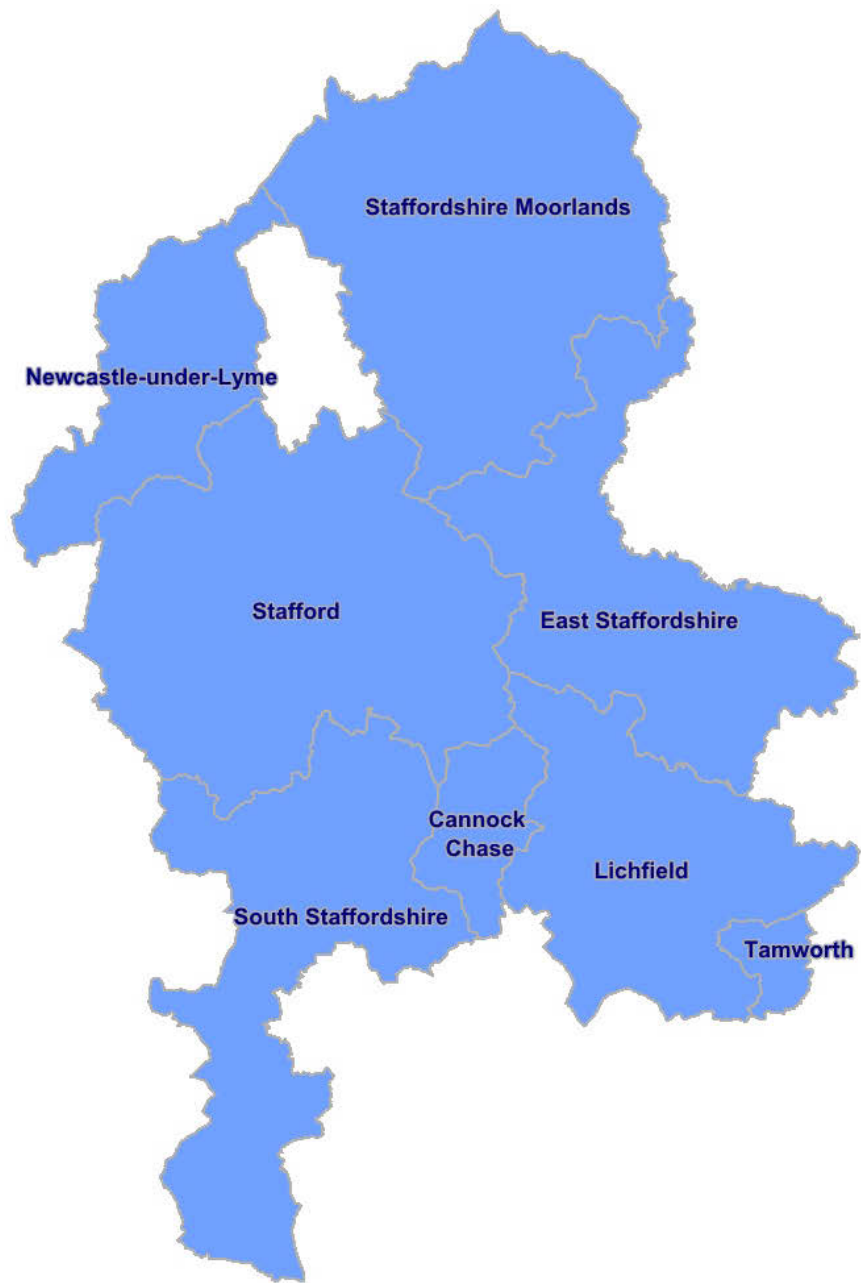 Staffordshire Moorlands
Newcastle-under-Lyme
Stafford
East Staffordshire
Cannock
Chase
Lichfield
South Staffordshire
Tamworth